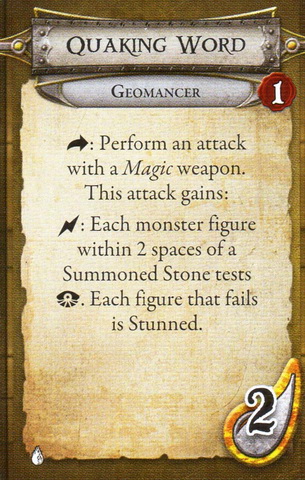 Quaking Word
Geomancer
1
: Perform an attack
with a Magic weapon.
This attack gains:
: Each monster figure
within 2 spaces of a
Summoned Stone tests
. Each figure that fails
is Stunned.
2